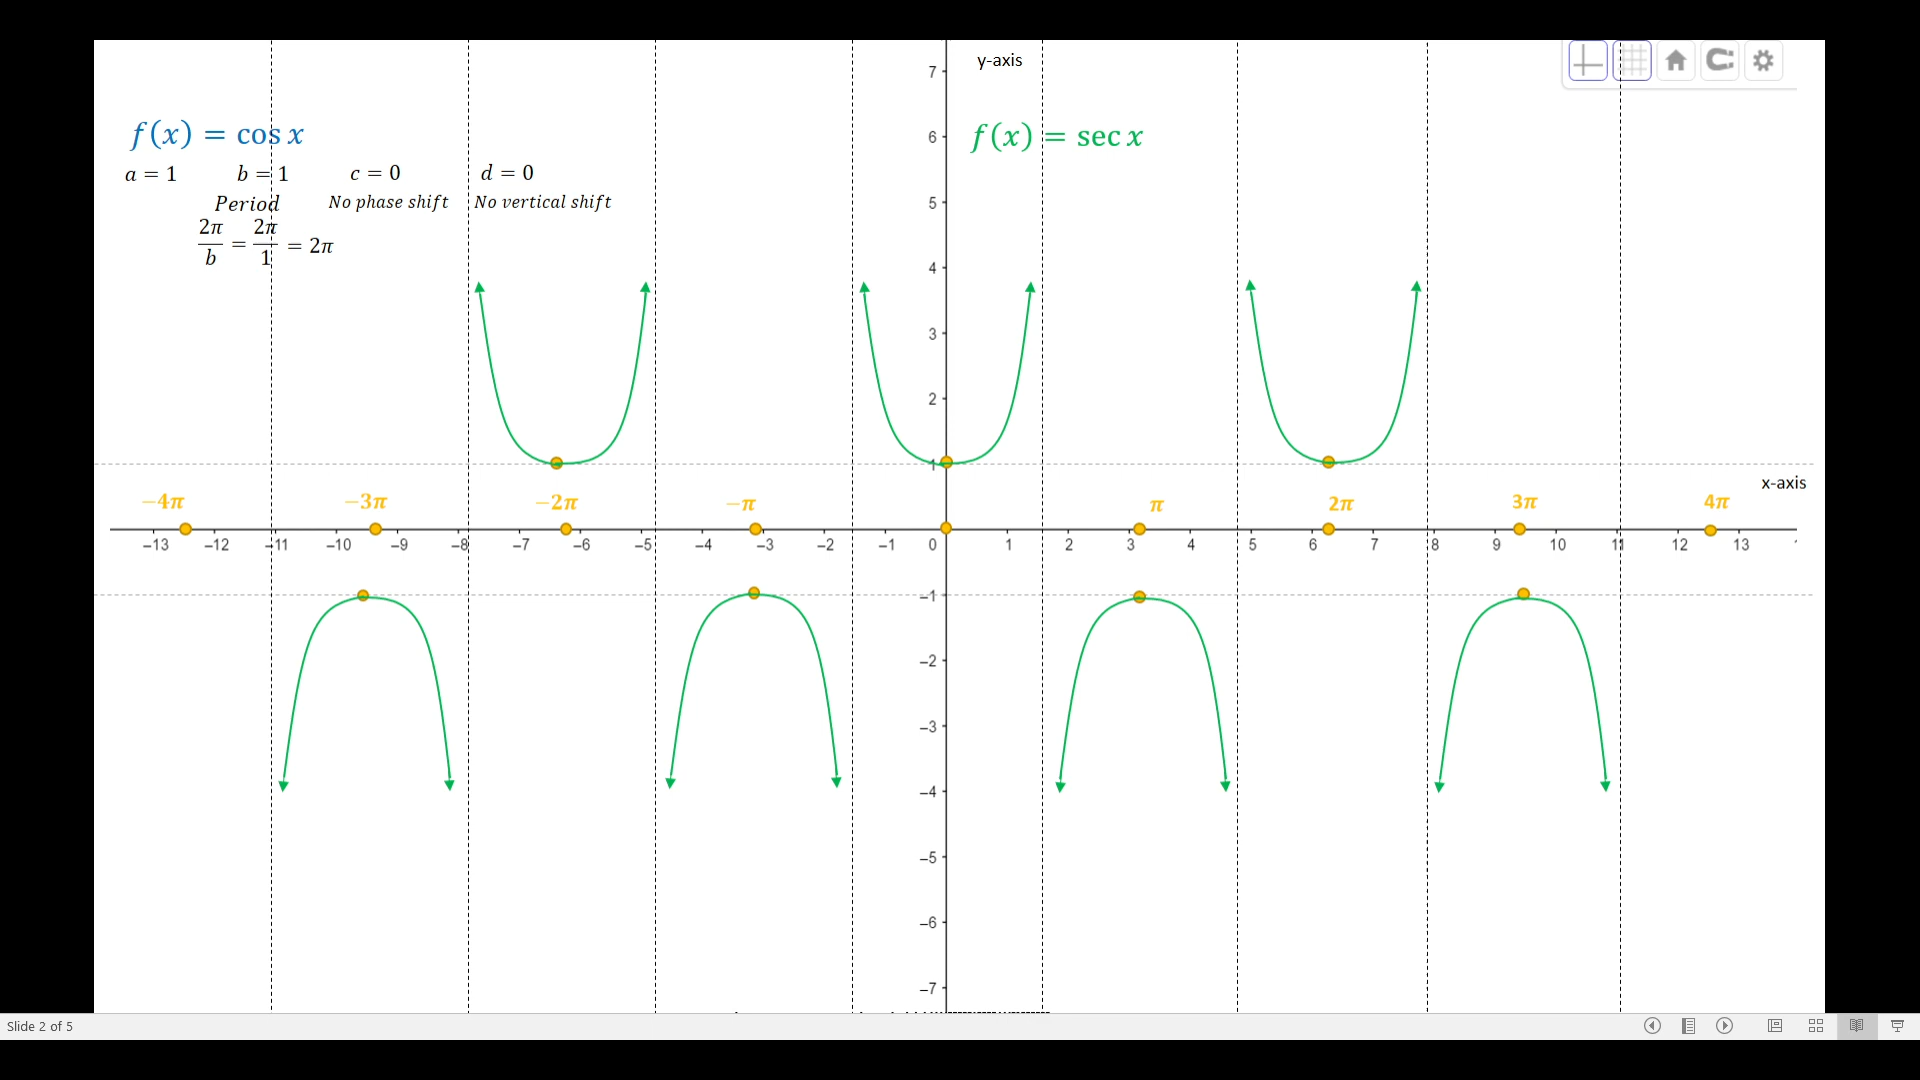 y-axis
f(x) = cos x
f(x) = sec x
a = 1 b = 1 c = 0 d = 0
Period No phase shift No vertical shift
2π/b = 2π/1 = 2π
7
6
5
4
3
2
1
x-axis
−4π −3π −2π −π π 2π 3π 4π
–13 –12 –11 –10 –9 –8 –7 –6 –5 –4 –3 –2 –1 0 1 2 3 4 5 6 7 8 9 10 11 12 13
–1
–2
–3
–4
–5
–6
–7
Slide 2 of 5